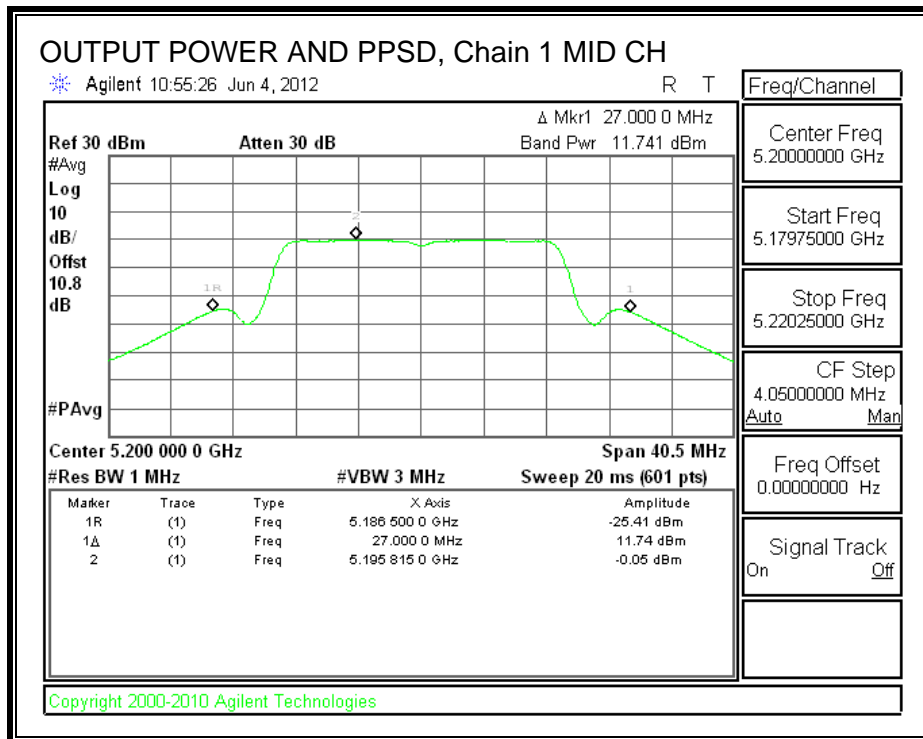 OUTPUT POWER AND PPSD, Chain 1 MID CH
Agilent 10:55:26 Jun 4, 2012 R T
Freq/Channel
Δ Mkr1 27.000 0 MHz
Ref 30 dBm Atten 30 dB Band Pwr 11.741 dBm
#Avg
Log
10
dB/
Offst
10.8
dB
#PAvg
2
1R
1
Center 5.200 000 0 GHz Span 40.5 MHz
#Res BW 1 MHz #VBW 3 MHz Sweep 20 ms (601 pts)
Marker Trace Type X Axis Amplitude
1R (1) Freq 5.186 500 0 GHz -25.41 dBm
1Δ (1) Freq 27.000 0 MHz 11.74 dBm
2 (1) Freq 5.195 815 0 GHz -0.05 dBm
Center Freq
5.20000000 GHz
Start Freq
5.17975000 GHz
Stop Freq
5.22025000 GHz
CF Step
4.05000000 MHz
Auto Man
Freq Offset
0.00000000 Hz
Signal Track
On Off
Copyright 2000-2010 Agilent Technologies